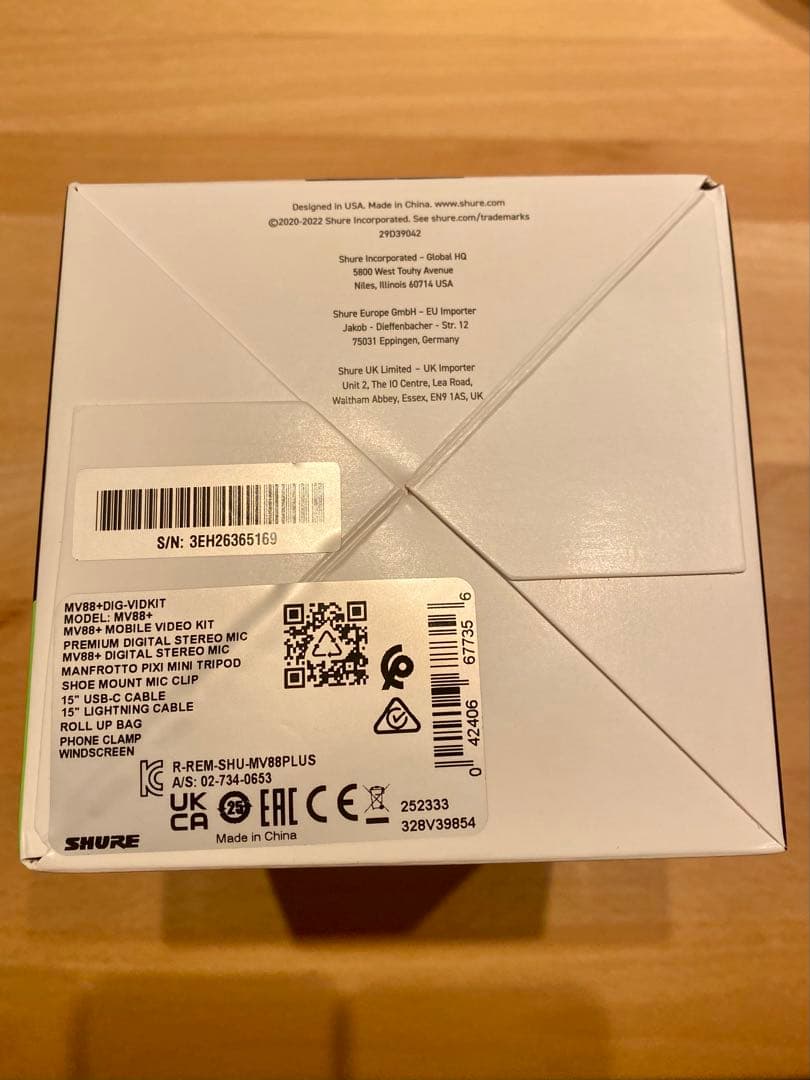 Designed in USA. Made in China. www.shure.com
©2020-2022 Shure Incorporated. See shure.com/trademarks
29D39042
Shure Incorporated – Global HQ
5800 West Touhy Avenue
Niles, Illinois 60714 USA
Shure Europe GmbH – EU Importer
Jakob - Dieffenbacher - Str. 12
75031 Eppingen, Germany
Shure UK Limited – UK Importer
Unit 2, The IO Centre, Lea Road,
Waltham Abbey, Essex, EN9 1AS, UK
S/N: 3EH26365169
MV88+DIG-VIDKIT
MODEL: MV88+
MV88+ MOBILE VIDEO KIT
PREMIUM DIGITAL STEREO MIC
MV88+ DIGITAL STEREO MIC
MANFROTTO PIXI MINI TRIPOD
SHOE MOUNT MIC CLIP
15" USB-C CABLE
15" LIGHTNING CABLE
ROLL UP BAG
PHONE CLAMP
WINDSCREEN
0 42406 67735 6
R-REM-SHU-MV88PLUS
A/S: 02-734-0653
UK
CA
25
EAC
CE
252333
328V39854
SHURE
Made in China